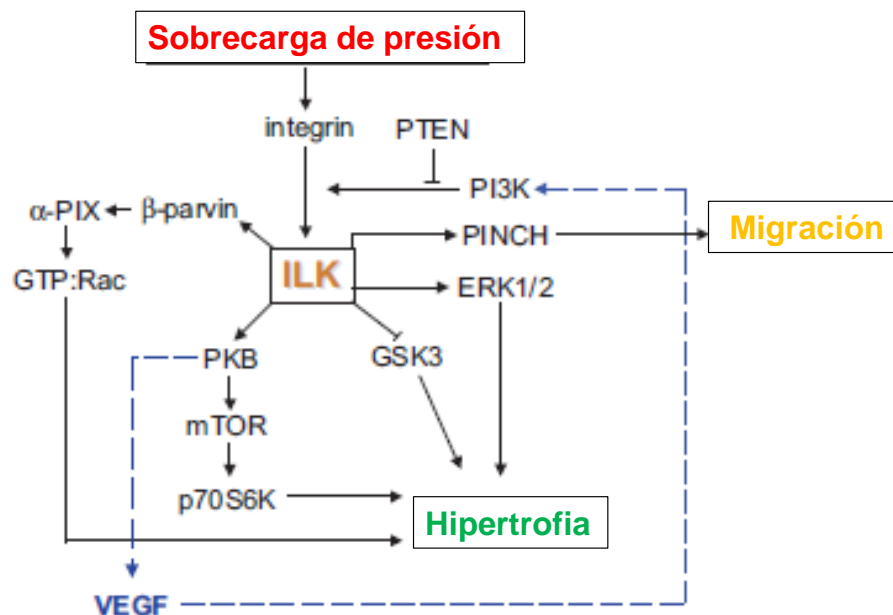 Sobrecarga de presión
integrin PTEN
PI3K
α-PIX β-parvin
PINCH Migración
GTP:Rac ILK ERK1/2
PKB GSK3
mTOR
p70S6K
Hipertrofia
VEGF